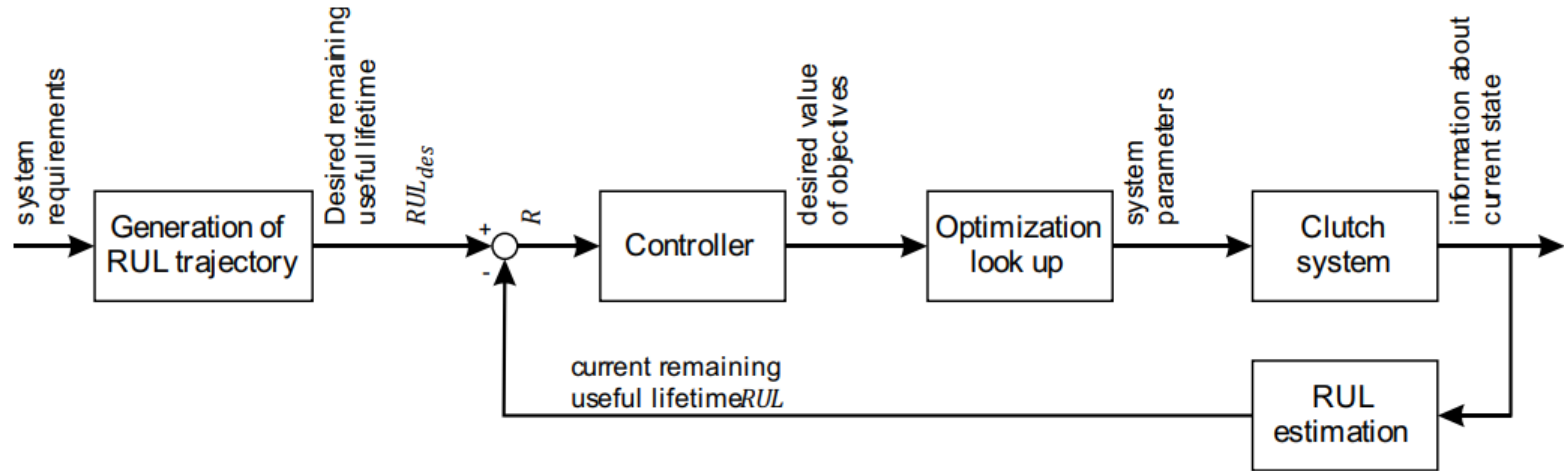 system
requirements
Generation of
RUL trajectory
Desired remaining
useful lifetime
RUL_des
+
-
R
Controller
desired value
of objectives
Optimization
look up
system
parameters
Clutch
system
information about
current state
current remaining
useful lifetimeRUL
RUL
estimation